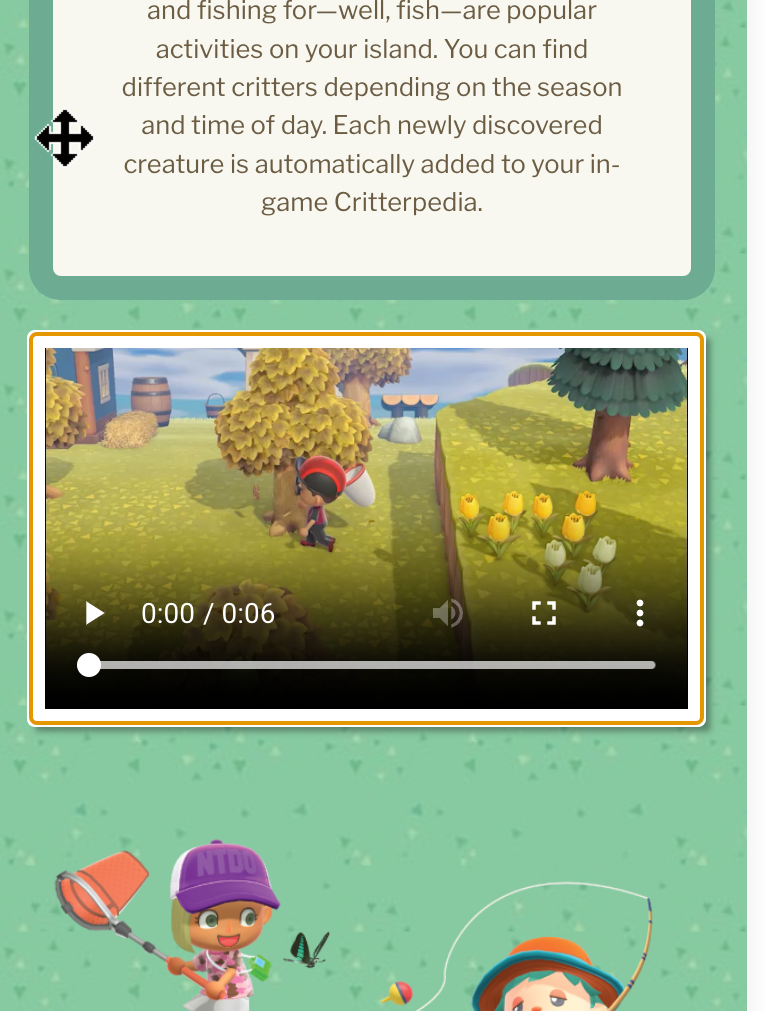 and fishing for—well, fish—are popular
activities on your island. You can find
different critters depending on the season
and time of day. Each newly discovered
creature is automatically added to your in-
game Critterpedia.
0:00 / 0:06
NTDO